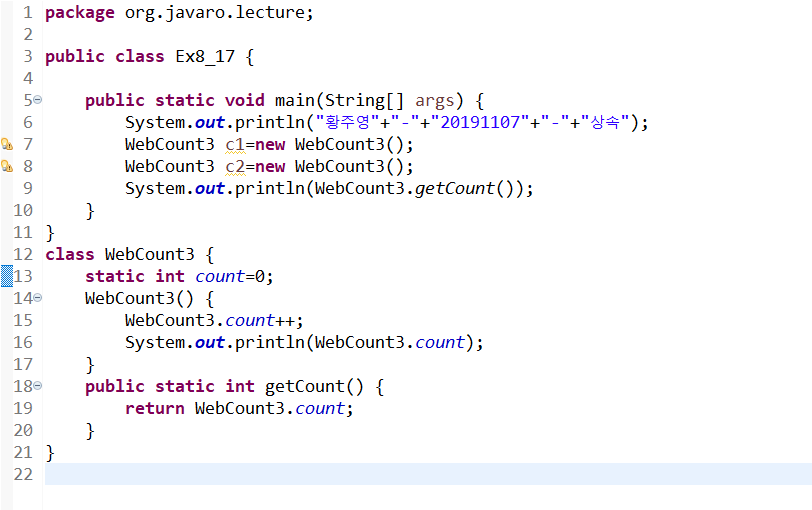 1 package org.javaro.lecture;
2
3 public class Ex8_17 {
4
5     public static void main(String[] args) {
6         System.out.println("황주영"+"-"+"20191107"+"-"+"상속");
7         WebCount3 c1=new WebCount3();
8         WebCount3 c2=new WebCount3();
9         System.out.println(WebCount3.getCount());
10     }
11 }
12 class WebCount3 {
13     static int count=0;
14     WebCount3() {
15         WebCount3.count++;
16         System.out.println(WebCount3.count);
17     }
18     public static int getCount() {
19         return WebCount3.count;
20     }
21 }
22